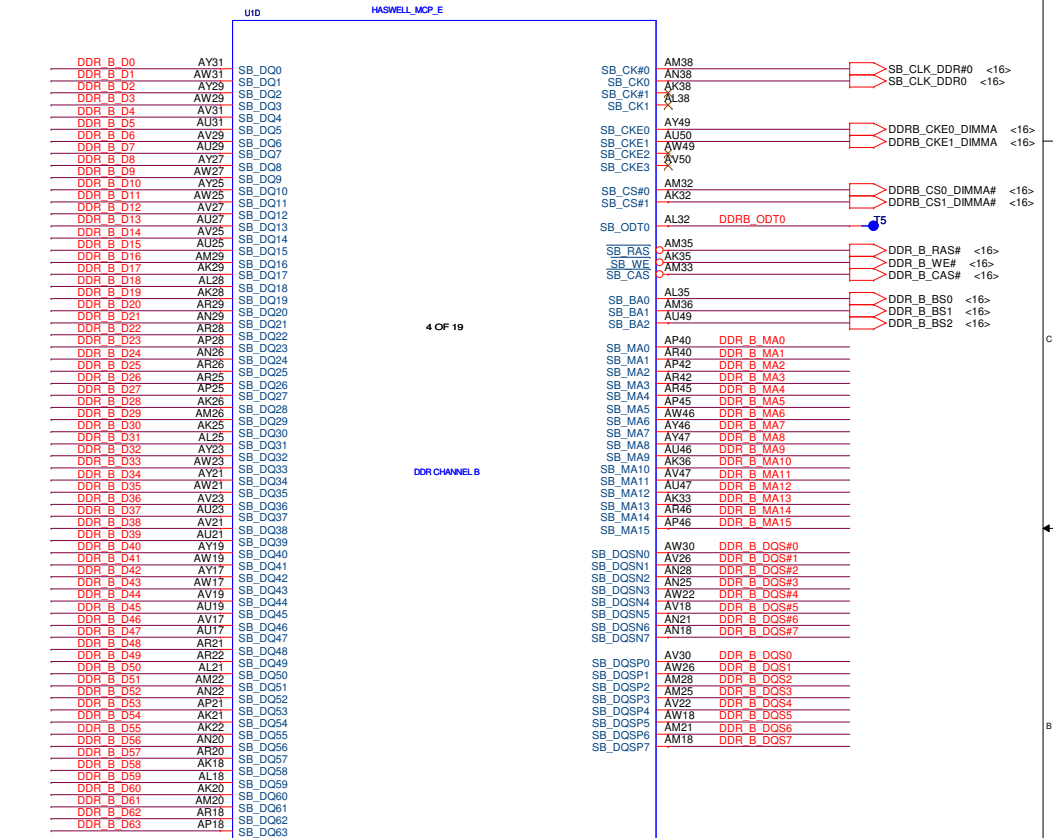 U1D HASWELL_MCP_E
DDR_B_D0 AY31 SB_DQ0
DDR_B_D1 AW31 SB_DQ1
DDR_B_D2 AY29 SB_DQ2
DDR_B_D3 AW29 SB_DQ3
DDR_B_D4 AV31 SB_DQ4
DDR_B_D5 AU31 SB_DQ5
DDR_B_D6 AV29 SB_DQ6
DDR_B_D7 AU29 SB_DQ7
DDR_B_D8 AY27 SB_DQ8
DDR_B_D9 AW27 SB_DQ9
DDR_B_D10 AY25 SB_DQ10
DDR_B_D11 AW25 SB_DQ11
DDR_B_D12 AV27 SB_DQ12
DDR_B_D13 AU27 SB_DQ13
DDR_B_D14 AV25 SB_DQ14
DDR_B_D15 AU25 SB_DQ15
DDR_B_D16 AM29 SB_DQ16
DDR_B_D17 AK29 SB_DQ17
DDR_B_D18 AL28 SB_DQ18
DDR_B_D19 AK28 SB_DQ19
DDR_B_D20 AR29 SB_DQ20
DDR_B_D21 AN29 SB_DQ21
DDR_B_D22 AR28 SB_DQ22
DDR_B_D23 AP28 SB_DQ23
DDR_B_D24 AN26 SB_DQ24
DDR_B_D25 AR26 SB_DQ25
DDR_B_D26 AR25 SB_DQ26
DDR_B_D27 AP25 SB_DQ27
DDR_B_D28 AK26 SB_DQ28
DDR_B_D29 AM26 SB_DQ29
DDR_B_D30 AK25 SB_DQ30
DDR_B_D31 AL25 SB_DQ31
DDR_B_D32 AY23 SB_DQ32
DDR_B_D33 AW23 SB_DQ33
DDR_B_D34 AY21 SB_DQ34
DDR_B_D35 AW21 SB_DQ35
DDR_B_D36 AV23 SB_DQ36
DDR_B_D37 AU23 SB_DQ37
DDR_B_D38 AV21 SB_DQ38
DDR_B_D39 AU21 SB_DQ39
DDR_B_D40 AY19 SB_DQ40
DDR_B_D41 AW19 SB_DQ41
DDR_B_D42 AY17 SB_DQ42
DDR_B_D43 AW17 SB_DQ43
DDR_B_D44 AV19 SB_DQ44
DDR_B_D45 AU19 SB_DQ45
DDR_B_D46 AV17 SB_DQ46
DDR_B_D47 AU17 SB_DQ47
DDR_B_D48 AR21 SB_DQ48
DDR_B_D49 AR22 SB_DQ49
DDR_B_D50 AL21 SB_DQ50
DDR_B_D51 AM22 SB_DQ51
DDR_B_D52 AN22 SB_DQ52
DDR_B_D53 AP21 SB_DQ53
DDR_B_D54 AK21 SB_DQ54
DDR_B_D55 AK22 SB_DQ55
DDR_B_D56 AN20 SB_DQ56
DDR_B_D57 AR20 SB_DQ57
DDR_B_D58 AK18 SB_DQ58
DDR_B_D59 AL18 SB_DQ59
DDR_B_D60 AK20 SB_DQ60
DDR_B_D61 AM20 SB_DQ61
DDR_B_D62 AR18 SB_DQ62
DDR_B_D63 AP18 SB_DQ63
4 OF 19
DDR CHANNEL B
SB_CK#0 AM38 SB_CLK_DDR#0 <16>
SB_CK0 AN38 SB_CLK_DDR0 <16>
SB_CK#1 AK38
SB_CK1 AL38
SB_CKE0 AY49 DDRB_CKE0_DIMMA <16>
SB_CKE1 AU50 DDRB_CKE1_DIMMA <16>
SB_CKE2 AW49
SB_CKE3 AV50
SB_CS#0 AM32 DDRB_CS0_DIMMA# <16>
SB_CS#1 AK32 DDRB_CS1_DIMMA# <16>
SB_ODT0 AL32 DDRB_ODT0 T5
SB_RAS AM35 DDR_B_RAS# <16>
SB_WE AK35 DDR_B_WE# <16>
SB_CAS AM33 DDR_B_CAS# <16>
SB_BA0 AL35 DDR_B_BS0 <16>
SB_BA1 AM36 DDR_B_BS1 <16>
SB_BA2 AU49 DDR_B_BS2 <16>
SB_MA0 AP40 DDR_B_MA0
SB_MA1 AR40 DDR_B_MA1
SB_MA2 AP42 DDR_B_MA2
SB_MA3 AR42 DDR_B_MA3
SB_MA4 AR45 DDR_B_MA4
SB_MA5 AP45 DDR_B_MA5
SB_MA6 AW46 DDR_B_MA6
SB_MA7 AY46 DDR_B_MA7
SB_MA8 AY47 DDR_B_MA8
SB_MA9 AU46 DDR_B_MA9
SB_MA10 AK36 DDR_B_MA10
SB_MA11 AV47 DDR_B_MA11
SB_MA12 AU47 DDR_B_MA12
SB_MA13 AK33 DDR_B_MA13
SB_MA14 AR46 DDR_B_MA14
SB_MA15 AP46 DDR_B_MA15
SB_DQSN0 AW30 DDR_B_DQS#0
SB_DQSN1 AV26 DDR_B_DQS#1
SB_DQSN2 AN28 DDR_B_DQS#2
SB_DQSN3 AN25 DDR_B_DQS#3
SB_DQSN4 AW22 DDR_B_DQS#4
SB_DQSN5 AV18 DDR_B_DQS#5
SB_DQSN6 AN21 DDR_B_DQS#6
SB_DQSN7 AN18 DDR_B_DQS#7
SB_DQSP0 AV30 DDR_B_DQS0
SB_DQSP1 AW26 DDR_B_DQS1
SB_DQSP2 AM28 DDR_B_DQS2
SB_DQSP3 AM25 DDR_B_DQS3
SB_DQSP4 AV22 DDR_B_DQS4
SB_DQSP5 AW18 DDR_B_DQS5
SB_DQSP6 AM21 DDR_B_DQS6
SB_DQSP7 AM18 DDR_B_DQS7
C
B